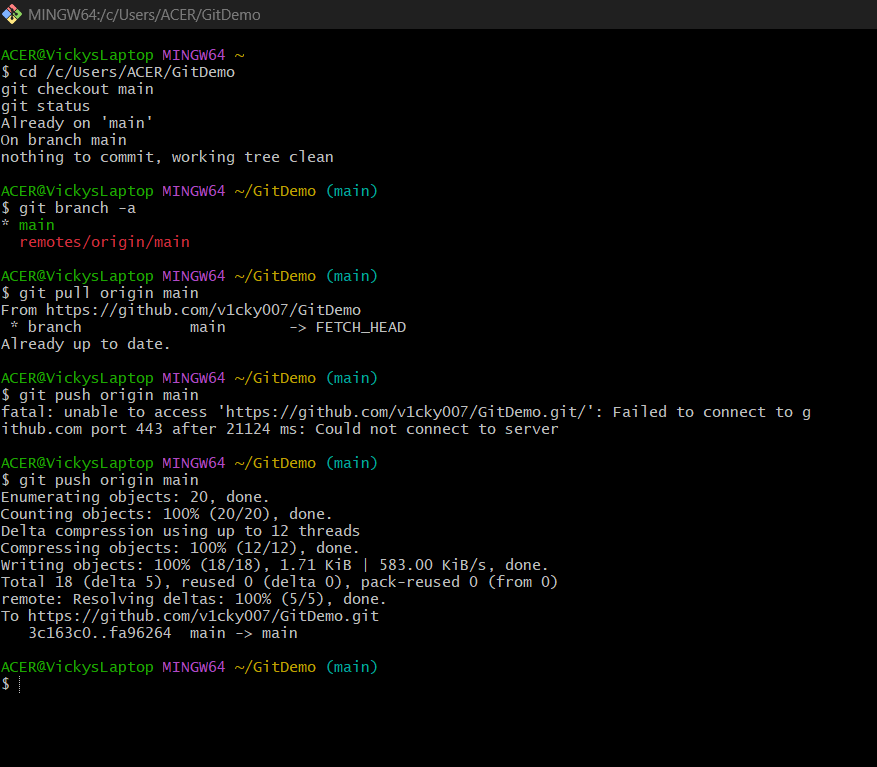 MINGW64:/c/Users/ACER/GitDemo
ACER@VickysLaptop MINGW64 ~
$ cd /c/Users/ACER/GitDemo
git checkout main
git status
Already on 'main'
On branch main
nothing to commit, working tree clean
ACER@VickysLaptop MINGW64 ~/GitDemo (main)
$ git branch -a
* main
  remotes/origin/main
ACER@VickysLaptop MINGW64 ~/GitDemo (main)
$ git pull origin main
From https://github.com/v1cky007/GitDemo
 * branch            main       -> FETCH_HEAD
Already up to date.
ACER@VickysLaptop MINGW64 ~/GitDemo (main)
$ git push origin main
fatal: unable to access 'https://github.com/v1cky007/GitDemo.git/': Failed to connect to g
ithub.com port 443 after 21124 ms: Could not connect to server
ACER@VickysLaptop MINGW64 ~/GitDemo (main)
$ git push origin main
Enumerating objects: 20, done.
Counting objects: 100% (20/20), done.
Delta compression using up to 12 threads
Compressing objects: 100% (12/12), done.
Writing objects: 100% (18/18), 1.71 KiB | 583.00 KiB/s, done.
Total 18 (delta 5), reused 0 (delta 0), pack-reused 0 (from 0)
remote: Resolving deltas: 100% (5/5), done.
To https://github.com/v1cky007/GitDemo.git
   3c163c0..fa96264  main -> main
ACER@VickysLaptop MINGW64 ~/GitDemo (main)
$